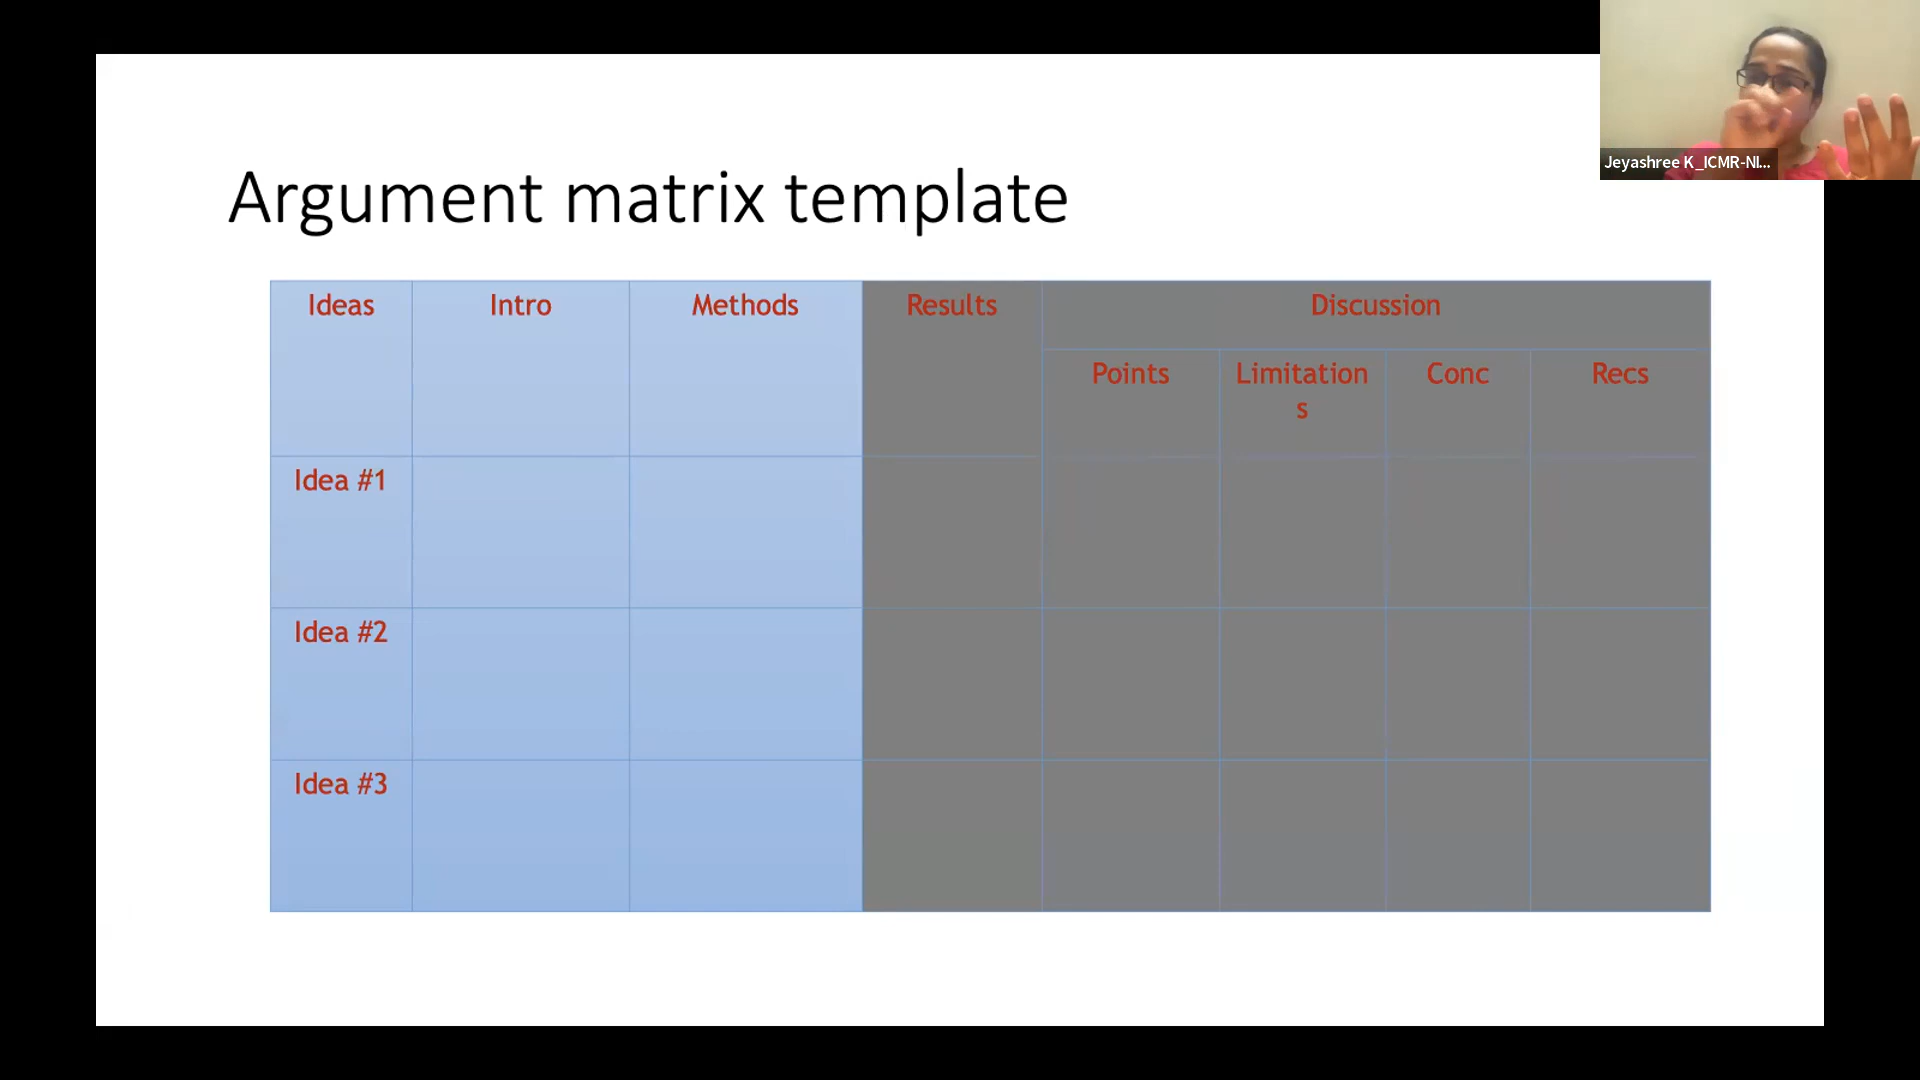 Jeyashree K_ICMR-NI...
Argument matrix template
Ideas Intro Methods Results Discussion
Points Limitation Conc Recs
s
Idea #1
Idea #2
Idea #3